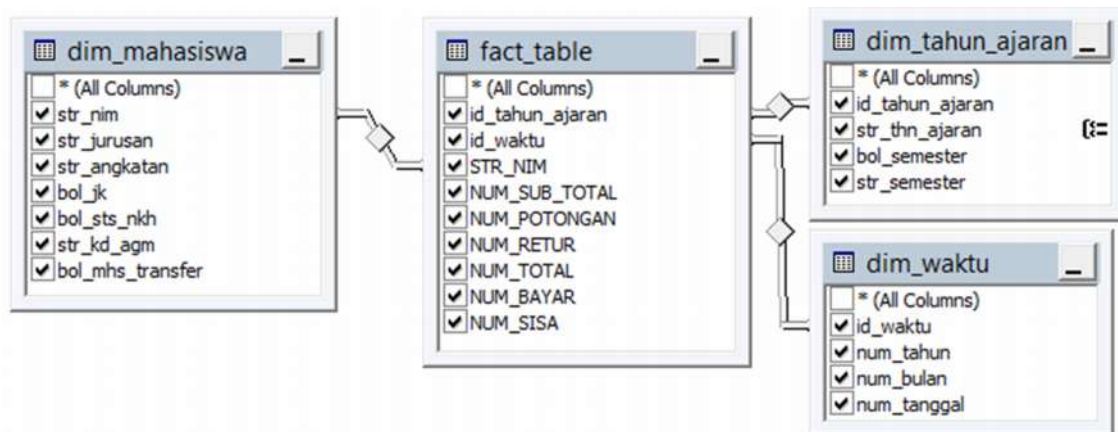 dim_mahasiswa
* (All Columns)
str_nim
str_jurusan
str_angkatan
bol_jk
bol_sts_nkh
str_kd_agm
bol_mhs_transfer
fact_table
* (All Columns)
id_tahun_ajaran
id_waktu
STR_NIM
NUM_SUB_TOTAL
NUM_POTONGAN
NUM_RETUR
NUM_TOTAL
NUM_BAYAR
NUM_SISA
dim_tahun_ajaran
* (All Columns)
id_tahun_ajaran
str_thn_ajaran
bol_semester
str_semester
dim_waktu
* (All Columns)
id_waktu
num_tahun
num_bulan
num_tanggal